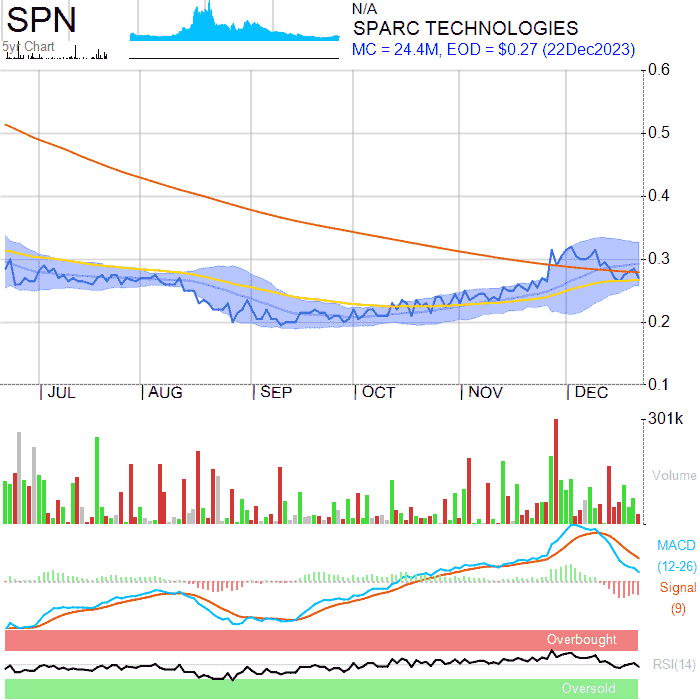 SPN
5yr Chart
N/A
SPARC TECHNOLOGIES
MC = 24.4M, EOD = $0.27 (22Dec2023)
0.6
0.5
0.4
0.3
0.2
0.1
JUL AUG SEP OCT NOV DEC
301k
Volume
MACD
(12-26)
Signal
(9)
Overbought
RSI(14)
Oversold